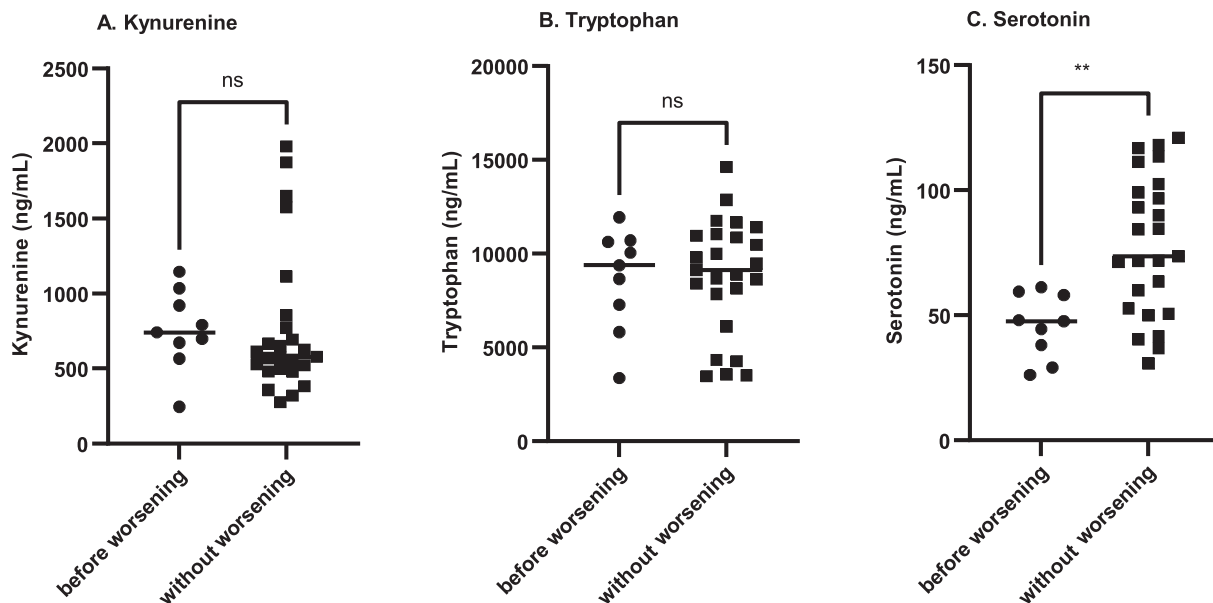 A. Kynurenine
Kynurenine (ng/mL)
2500
2000
1500
1000
500
0
ns
before worsening
without worsening
B. Tryptophan
Tryptophan (ng/mL)
20000
15000
10000
5000
0
ns
before worsening
without worsening
C. Serotonin
Serotonin (ng/mL)
150
100
50
0
**
before worsening
without worsening